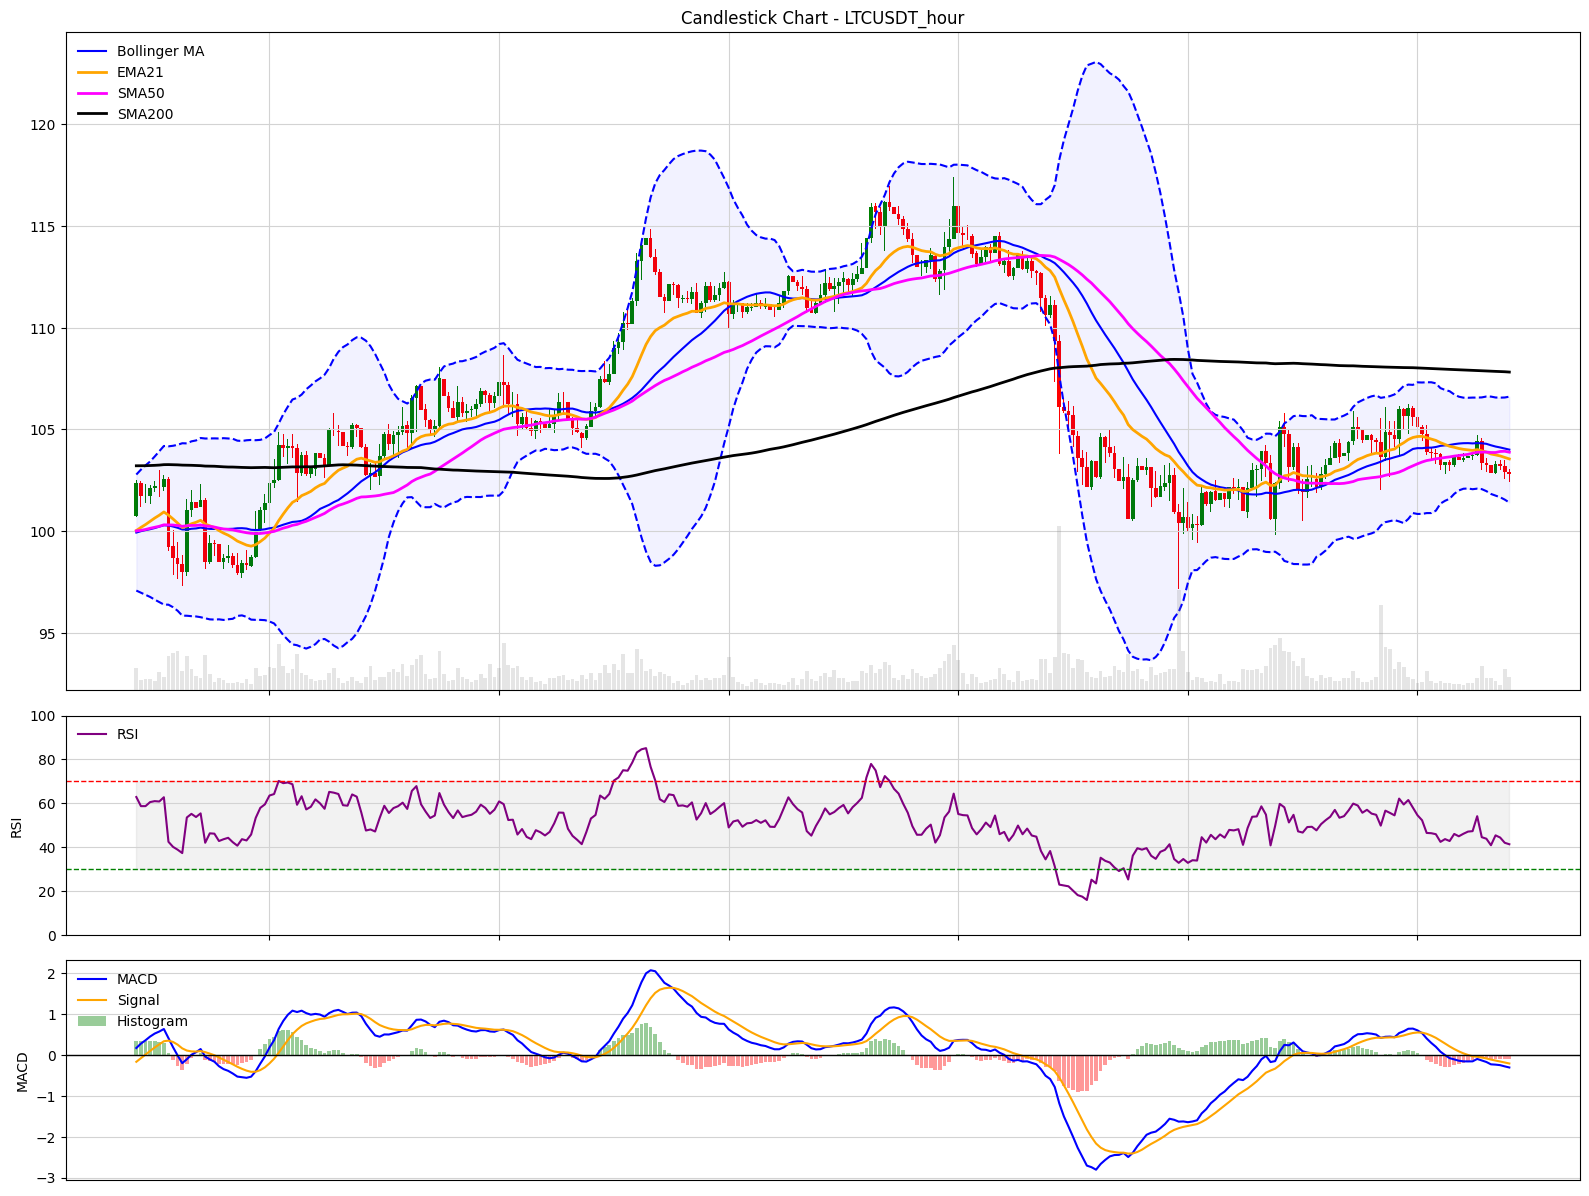 Candlestick Chart - LTCUSDT_hour
Bollinger MA
EMA21
SMA50
SMA200
120
115
110
105
100
95
RSI
100
80
60
40
20
0
RSI
MACD
Signal
Histogram
2
1
0
−1
−2
−3
MACD